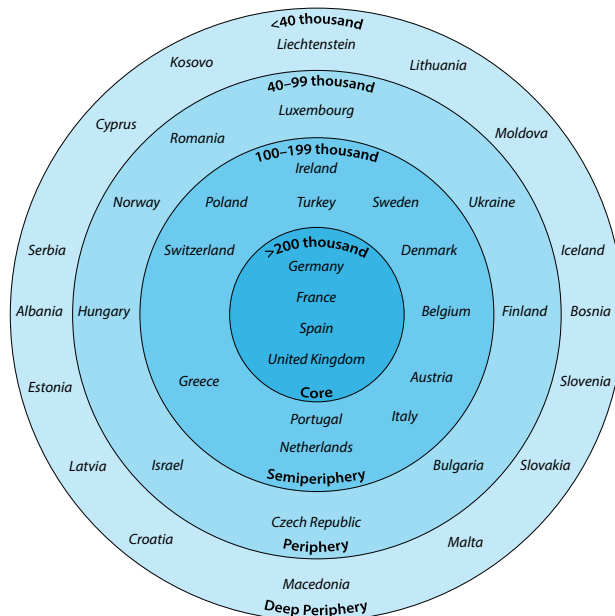 <40 thousand
Liechtenstein
Kosovo
Lithuania
40–99 thousand
Luxembourg
Cyprus
Moldova
Romania
100–199 thousand
Ireland
Norway
Poland
Turkey
Sweden
Ukraine
Serbia
Switzerland
>200 thousand
Denmark
Iceland
Germany
France
Albania
Hungary
Belgium
Finland
Bosnia
Spain
United Kingdom
Estonia
Greece
Austria
Slovenia
Core
Portugal
Italy
Netherlands
Latvia
Israel
Semiperiphery
Bulgaria
Slovakia
Czech Republic
Croatia
Periphery
Malta
Macedonia
Deep Periphery